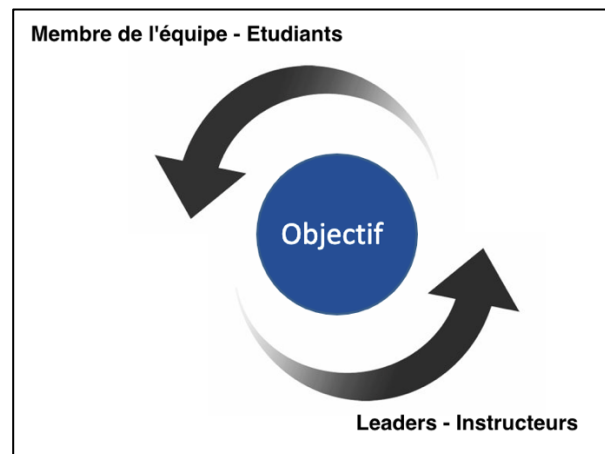 Membre de l'équipe - Etudiants
Objectif
Leaders - Instructeurs